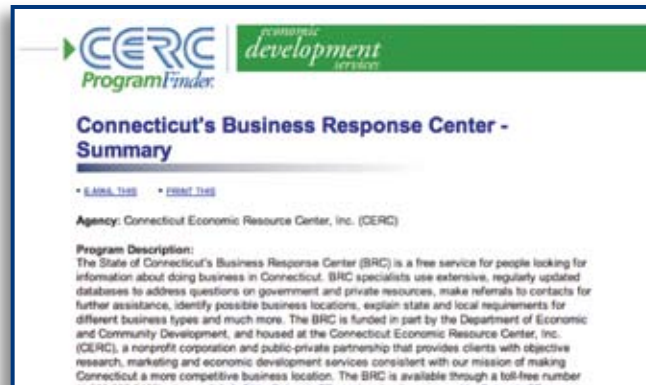 economic
CERC development
services
ProgramFinder.
Connecticut's Business Response Center -
Summary
• E-MAIL THIS • PRINT THIS
Agency: Connecticut Economic Resource Center, Inc. (CERC)
Program Description:
The State of Connecticut's Business Response Center (BRC) is a free service for people looking for
information about doing business in Connecticut. BRC specialists use extensive, regularly updated
databases to address questions on government and private resources, make referrals to contacts for
further assistance, identify possible business locations, explain state and local requirements for
different business types and much more. The BRC is funded in part by the Department of Economic
and Community Development, and housed at the Connecticut Economic Resource Center, Inc.
(CERC), a nonprofit corporation and public-private partnership that provides clients with objective
research, marketing and economic development services consistent with our mission of making
Connecticut a more competitive business location. The BRC is available through a toll-free number